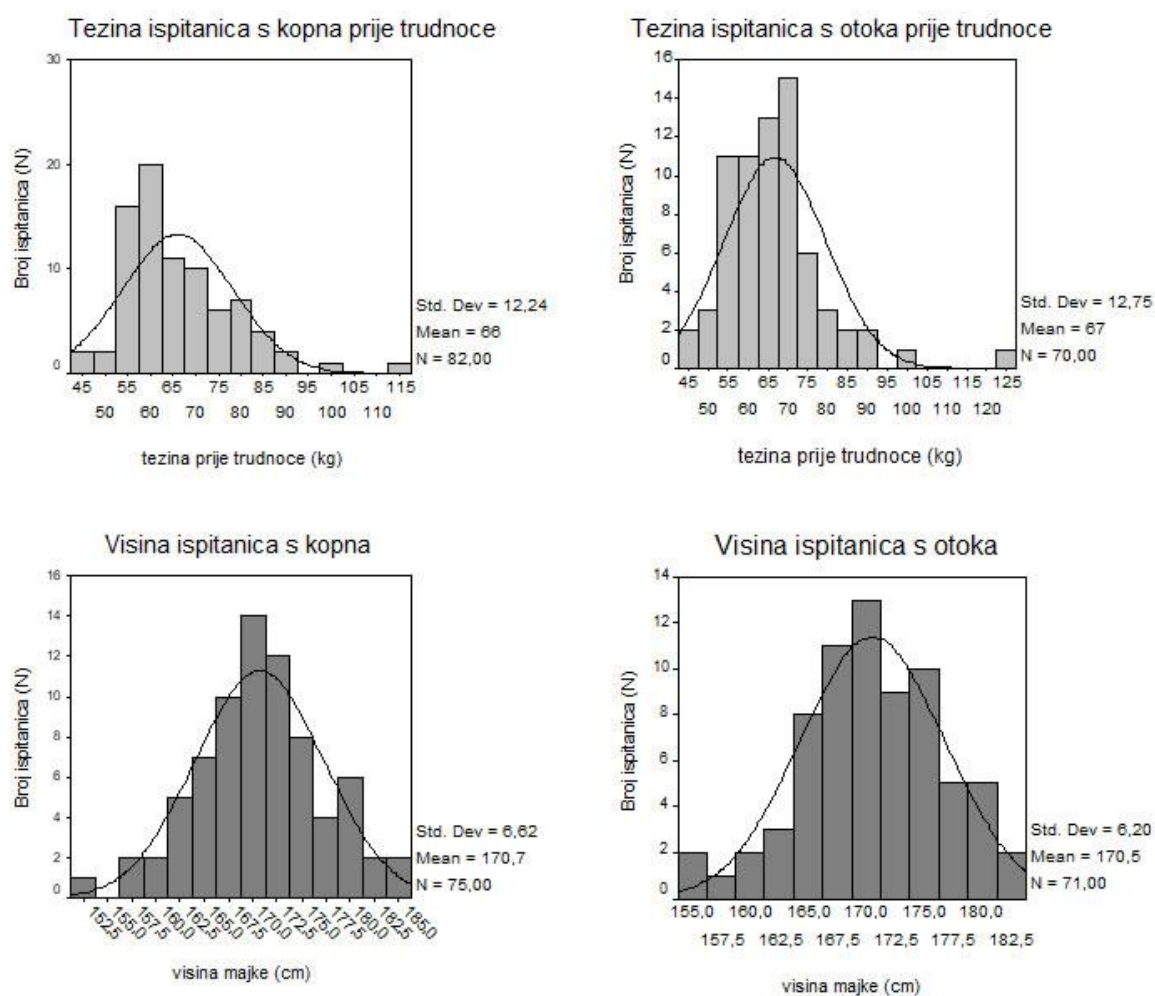 Tezina ispitanica s kopna prije trudnoce
30
20
10
0
Broj ispitanica (N)
45 55 65 75 85 95 105 115
50 60 70 80 90 100 110
tezina prije trudnoce (kg)
Std. Dev = 12,24
Mean = 66
N = 82,00
Tezina ispitanica s otoka prije trudnoce
16
14
12
10
8
6
4
2
0
Broj ispitanica (N)
45 55 65 75 85 95 105 115 125
50 60 70 80 90 100 110 120
tezina prije trudnoce (kg)
Std. Dev = 12,75
Mean = 67
N = 70,00
Visina ispitanica s kopna
16
14
12
10
8
6
4
2
0
Broj ispitanica (N)
152,5 155,0 157,5 160,0 162,5 165,0 167,5 170,0 172,5 175,0 177,5 180,0 182,5 185,0
visina majke (cm)
Std. Dev = 6,62
Mean = 170,7
N = 75,00
Visina ispitanica s otoka
14
12
10
8
6
4
2
0
Broj ispitanica (N)
155,0 160,0 165,0 170,0 175,0 180,0
157,5 162,5 167,5 172,5 177,5 182,5
visina majke (cm)
Std. Dev = 6,20
Mean = 170,5
N = 71,00